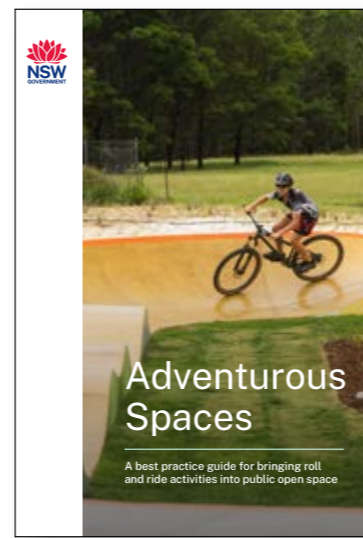 NSW
GOVERNMENT
Adventurous
Spaces
A best practice guide for bringing roll
and ride activities into public open space